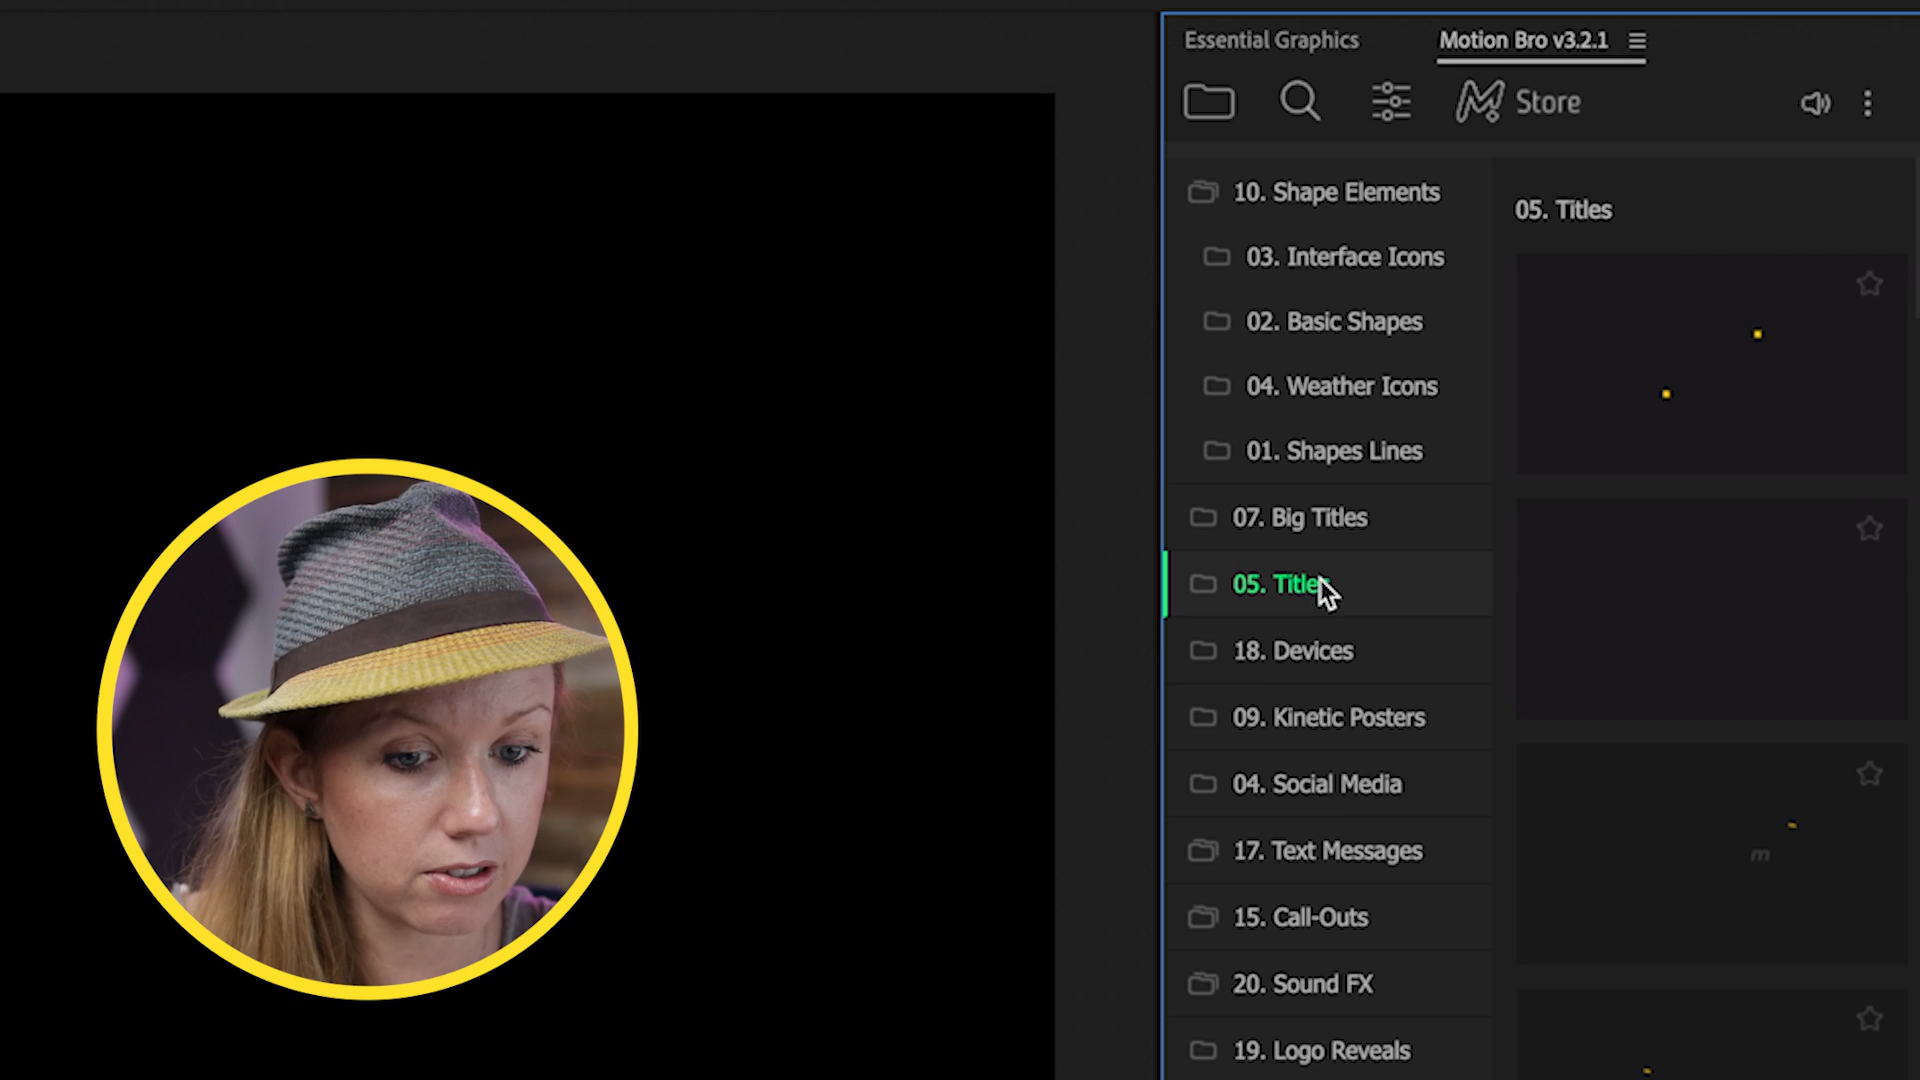 Essential Graphics
Motion Bro v3.2.1
Store
10. Shape Elements
03. Interface Icons
02. Basic Shapes
04. Weather Icons
01. Shapes Lines
07. Big Titles
05. Titles
18. Devices
09. Kinetic Posters
04. Social Media
17. Text Messages
15. Call-Outs
20. Sound FX
19. Logo Reveals
05. Titles
m